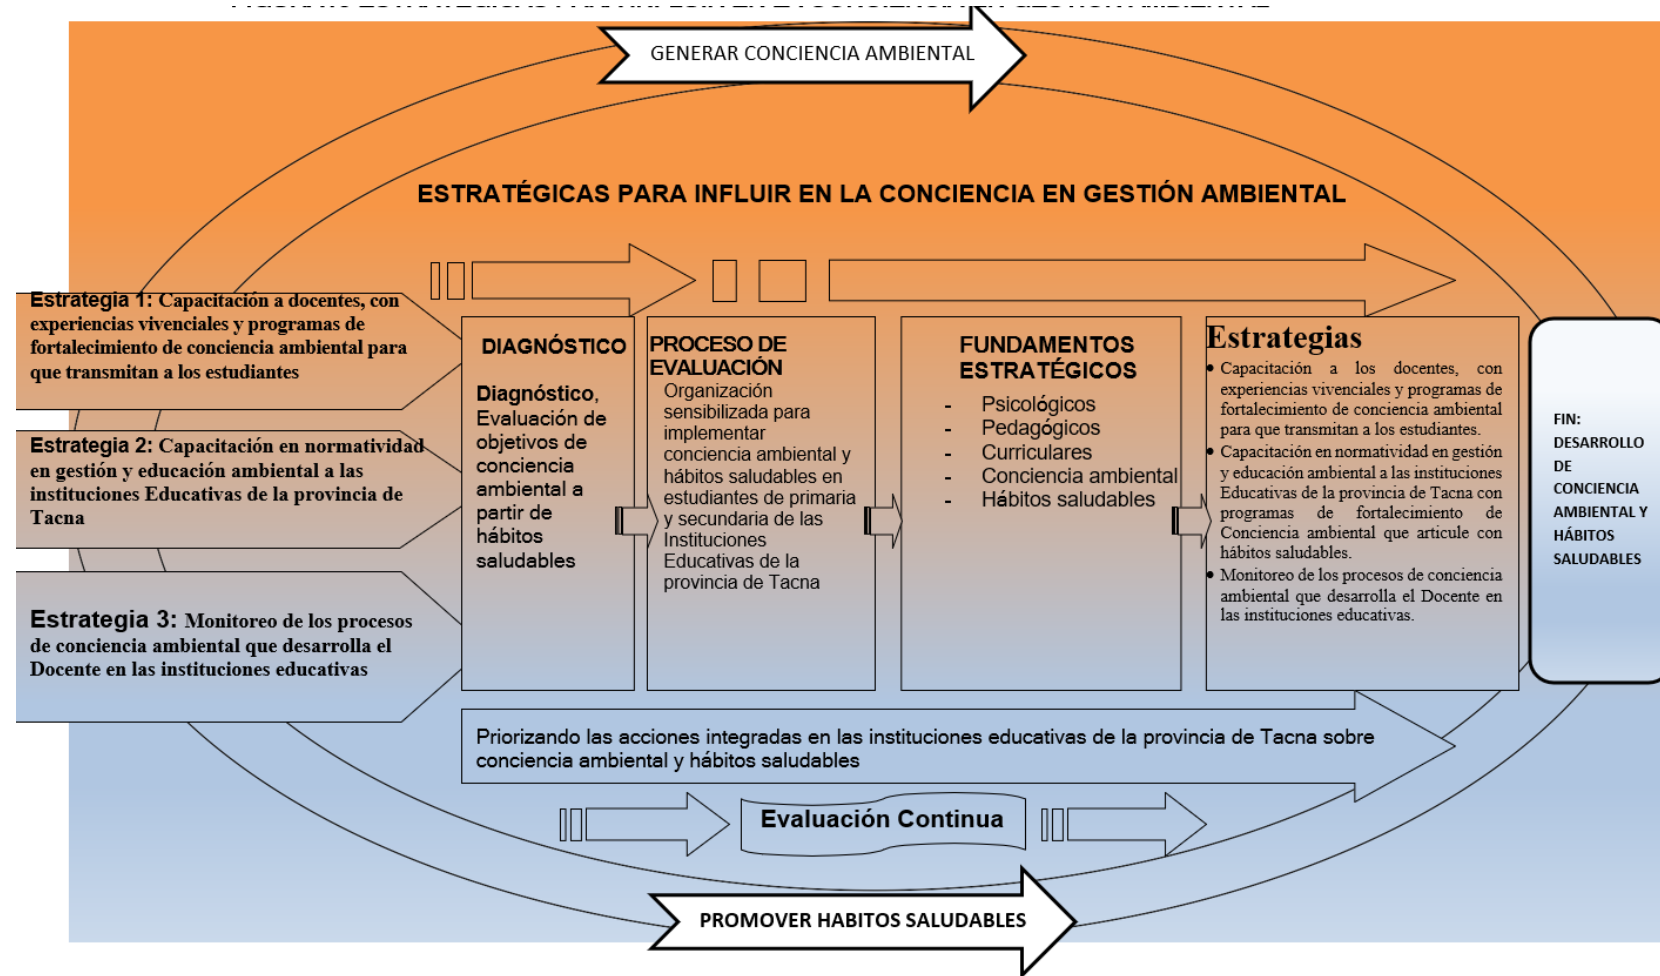 GENERAR CONCIENCIA AMBIENTAL
ESTRATÉGICAS PARA INFLUIR EN LA CONCIENCIA EN GESTIÓN AMBIENTAL
Estrategia 1: Capacitación a docentes, con
experiencias vivenciales y programas de
fortalecimiento de conciencia ambiental para
que transmitan a los estudiantes
Estrategia 2: Capacitación en normatividad
en gestión y educación ambiental a las
instituciones Educativas de la provincia de
Tacna
Estrategia 3: Monitoreo de los procesos
de conciencia ambiental que desarrolla el
Docente en las instituciones educativas
DIAGNÓSTICO
Diagnóstico,
Evaluación de
objetivos de
conciencia
ambiental a
partir de
hábitos
saludables
PROCESO DE
EVALUACIÓN
Organización
sensibilizada para
implementar
conciencia ambiental y
hábitos saludables en
estudiantes de primaria
y secundaria de las
Instituciones
Educativas de la
provincia de Tacna
FUNDAMENTOS
ESTRATÉGICOS
- Psicológicos
- Pedagógicos
- Curriculares
- Conciencia ambiental
- Hábitos saludables
Estrategias
• Capacitación a los docentes, con
experiencias vivenciales y programas de
fortalecimiento de conciencia ambiental
para que transmitan a los estudiantes.
• Capacitación en normatividad en gestión
y educación ambiental a las instituciones
Educativas de la provincia de Tacna con
programas de fortalecimiento de
Conciencia ambiental que articule con
hábitos saludables.
• Monitoreo de los procesos de conciencia
ambiental que desarrolla el Docente en
las instituciones educativas.
FIN:
DESARROLLO
DE
CONCIENCIA
AMBIENTAL Y
HÁBITOS
SALUDABLES
Priorizando las acciones integradas en las instituciones educativas de la provincia de Tacna sobre
conciencia ambiental y hábitos saludables
Evaluación Continua
PROMOVER HABITOS SALUDABLES